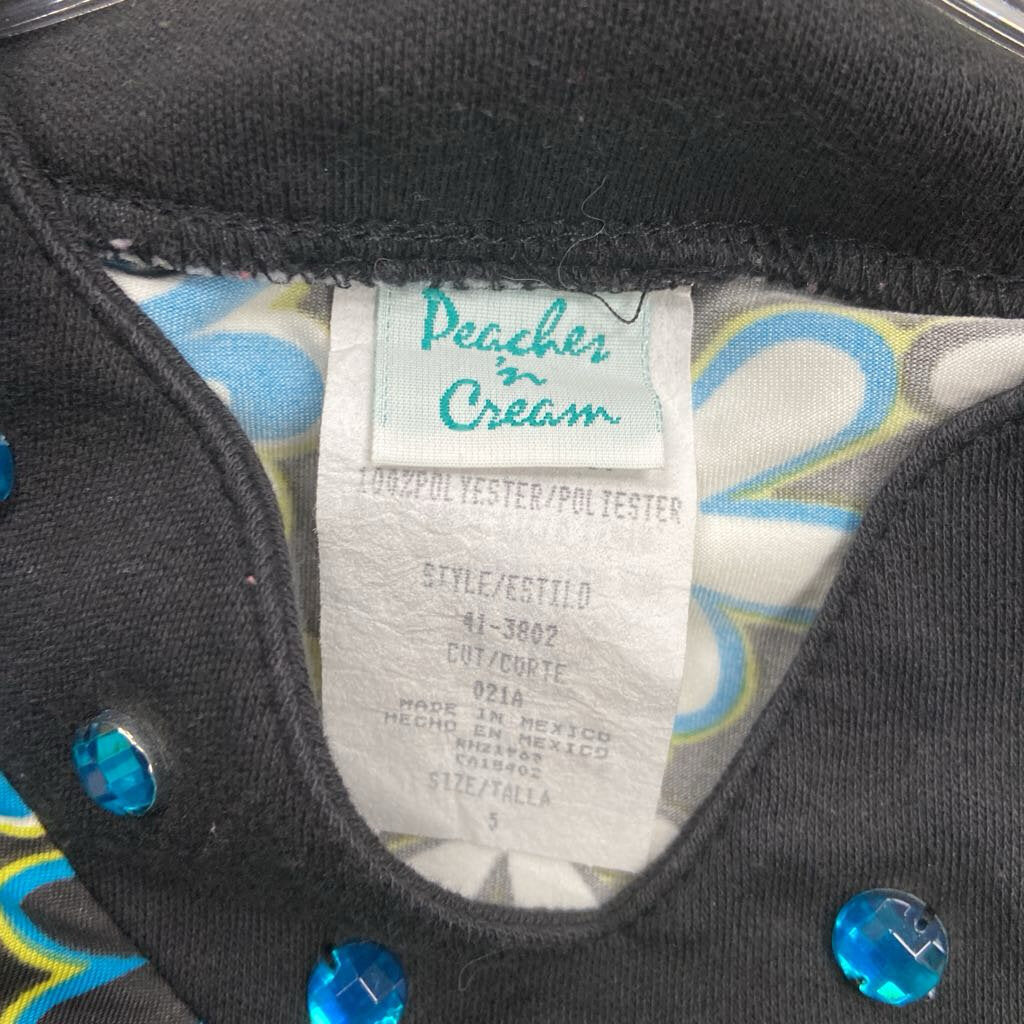 Peaches
'n
Cream
100%POLYESTER/POLIESTER
STYLE/ESTILO
41-3802
CUT/CORTE
021A
MADE IN MEXICO
HECHO EN MEXICO
CA18402
SIZE/TALLA
5